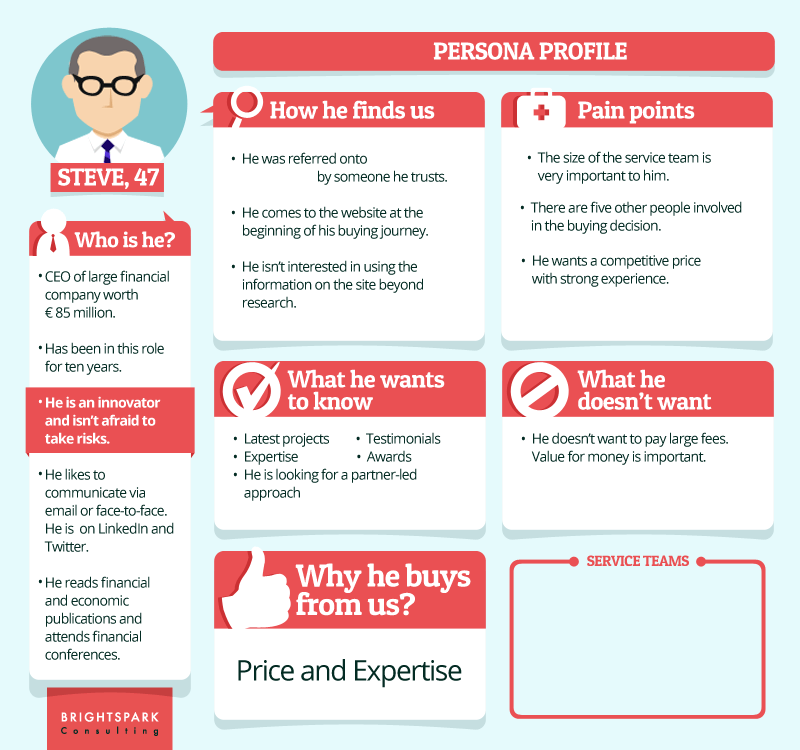 PERSONA PROFILE
STEVE, 47
Who is he?
• CEO of large financial
company worth
€ 85 million.
• Has been in this role
for ten years.
• He is an innovator
and isn't afraid to
take risks.
• He likes to
communicate via
email or face-to-face.
He is on LinkedIn and
Twitter.
• He reads financial
and economic
publications and
attends financial
conferences.
BRIGHTSPARK
Consulting
How he finds us
• He was referred onto
by someone he trusts.
• He comes to the website at the
beginning of his buying journey.
• He isn't interested in using the
information on the site beyond
research.
Pain points
• The size of the service team is
very important to him.
• There are five other people involved
in the buying decision.
• He wants a competitive price
with strong experience.
What he wants
to know
• Latest projects • Testimonials
• Expertise • Awards
• He is looking for a partner-led
approach
What he
doesn't want
• He doesn't want to pay large fees.
Value for money is important.
Why he buys
from us?
Price and Expertise
SERVICE TEAMS